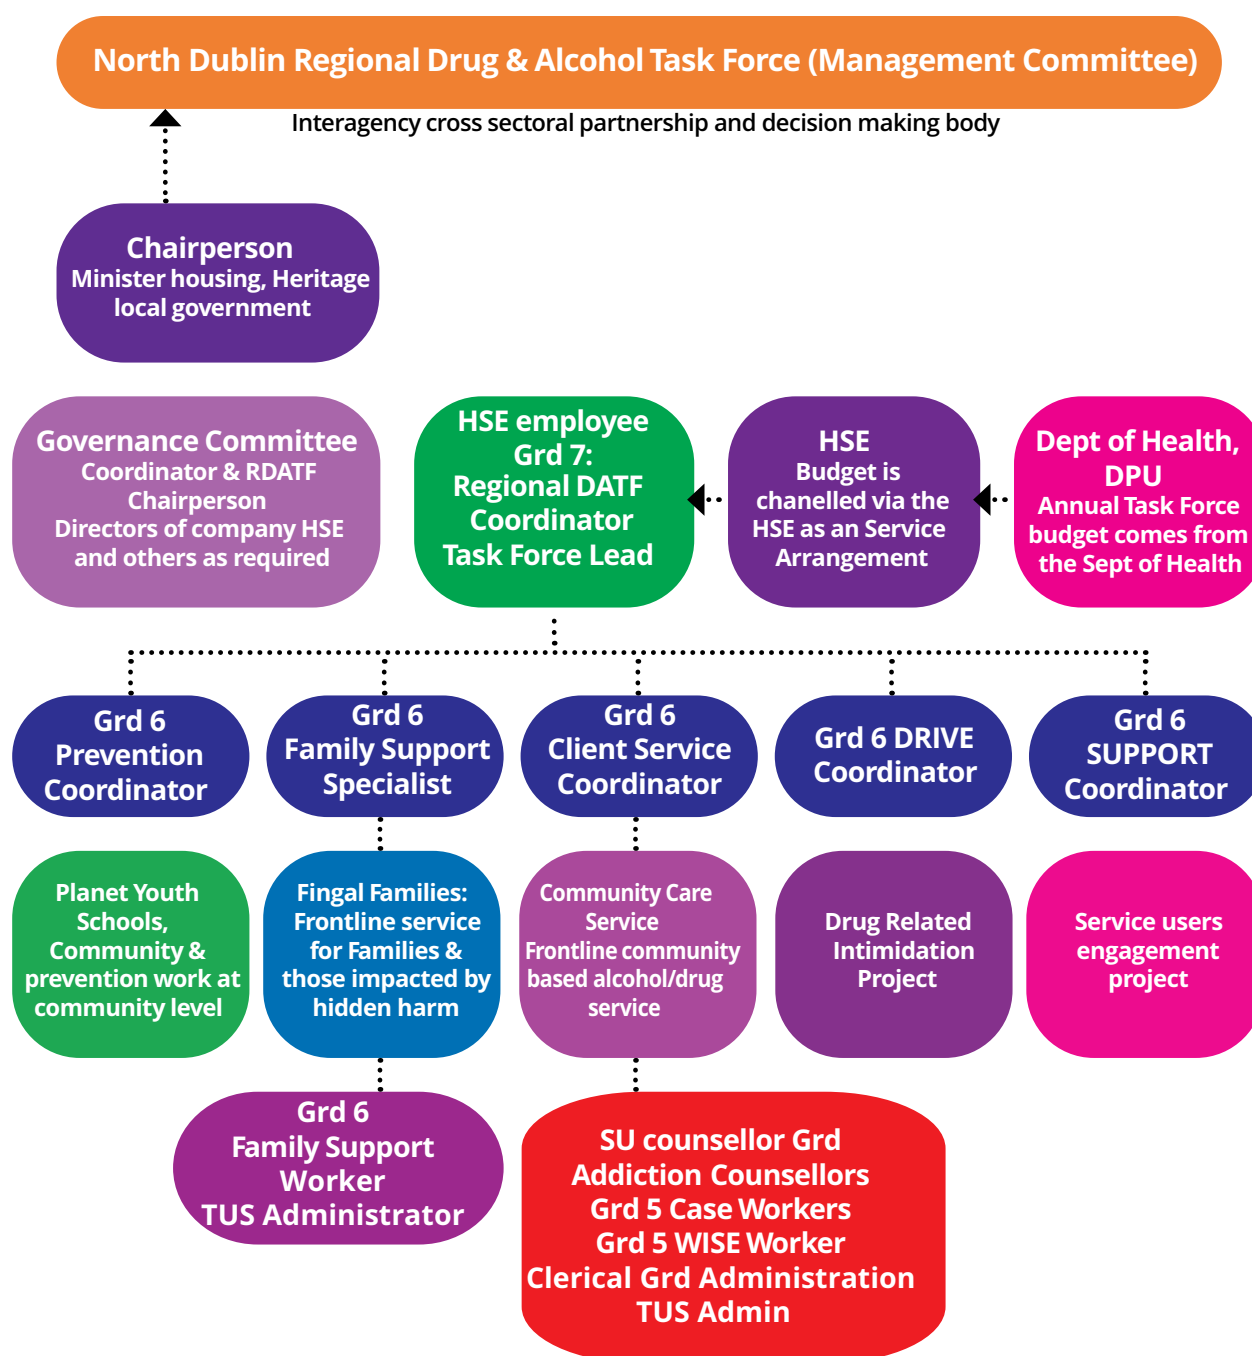 North Dublin Regional Drug & Alcohol Task Force (Management Committee)
Interagency cross sectoral partnership and decision making body
Chairperson
Minister housing, Heritage
local government
Governance Committee
Coordinator & RDATF
Chairperson
Directors of company HSE
and others as required
HSE employee
Grd 7:
Regional DATF
Coordinator
Task Force Lead
HSE
Budget is
chanelled via the
HSE as an Service
Arrangement
Dept of Health,
DPU
Annual Task Force
budget comes from
the Sept of Health
Grd 6
Prevention
Coordinator
Grd 6
Family Support
Specialist
Grd 6
Client Service
Coordinator
Grd 6 DRIVE
Coordinator
Grd 6
SUPPORT
Coordinator
Planet Youth
Schools,
Community &
prevention work at
community level
Fingal Families:
Frontline service
for Families &
those impacted by
hidden harm
Community Care
Service
Frontline community
based alcohol/drug
service
Drug Related
Intimidation
Project
Service users
engagement
project
Grd 6
Family Support
Worker
TUS Administrator
SU counsellor Grd
Addiction Counsellors
Grd 5 Case Workers
Grd 5 WISE Worker
Clerical Grd Administration
TUS Admin